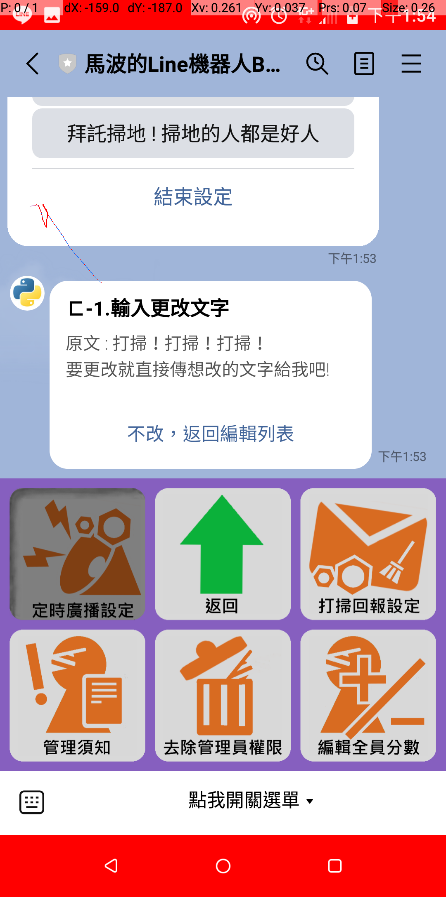 P: 0 / 1 dX: -159.0 dY: -187.0 Xv: 0.261 Yv: 0.037 Prs: 0.07 Size: 0.26
下午1:54
馬波的Line機器人B...
拜託掃地 ! 掃地的人都是好人
結束設定
下午1:53
ㄈ-1.輸入更改文字
原文 : 打掃！打掃！打掃！
要更改就直接傳想改的文字給我吧!
不改，返回編輯列表
下午1:53
定時廣播設定
返回
打掃回報設定
管理須知
去除管理員權限
編輯全員分數
點我開關選單